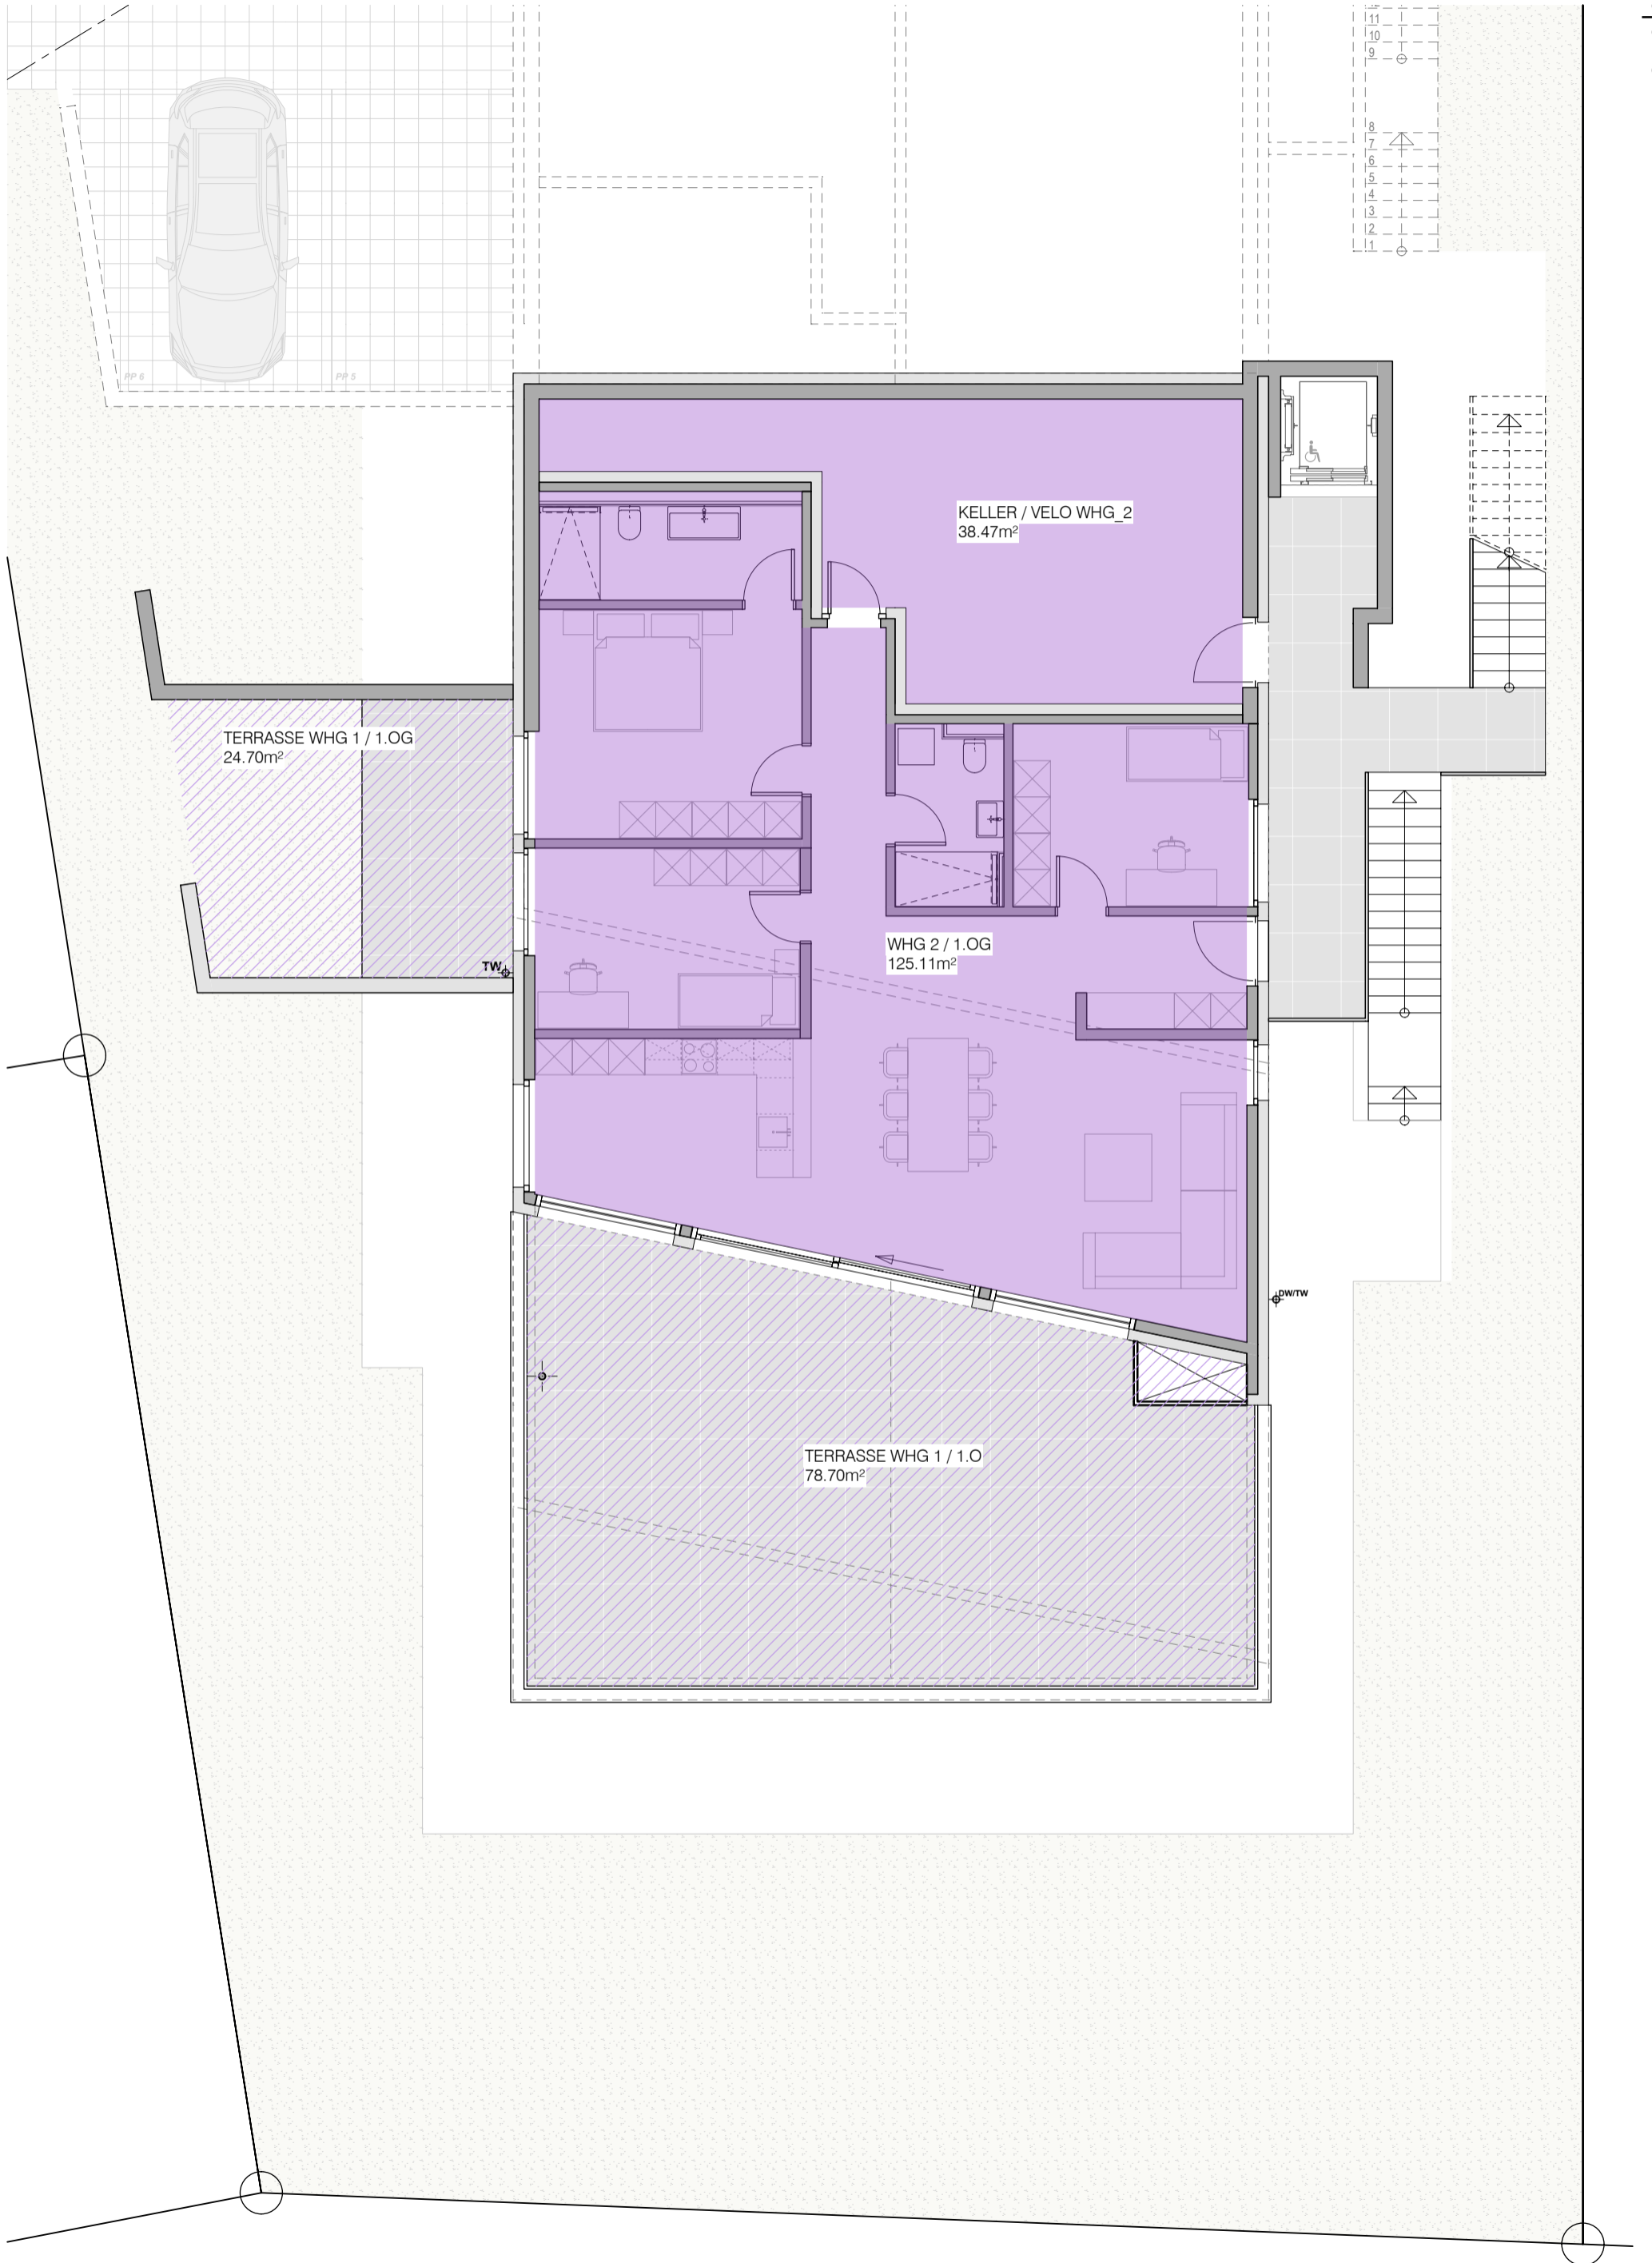 11
10
9
8
7
6
5
4
3
2
1
PP 6
PP 5
KELLER / VELO WHG_2
38.47m²
TERRASSE WHG 1 / 1.OG
24.70m²
WHG 2 / 1.OG
125.11m²
TW
DW/TW
TERRASSE WHG 1 / 1.O
78.70m²